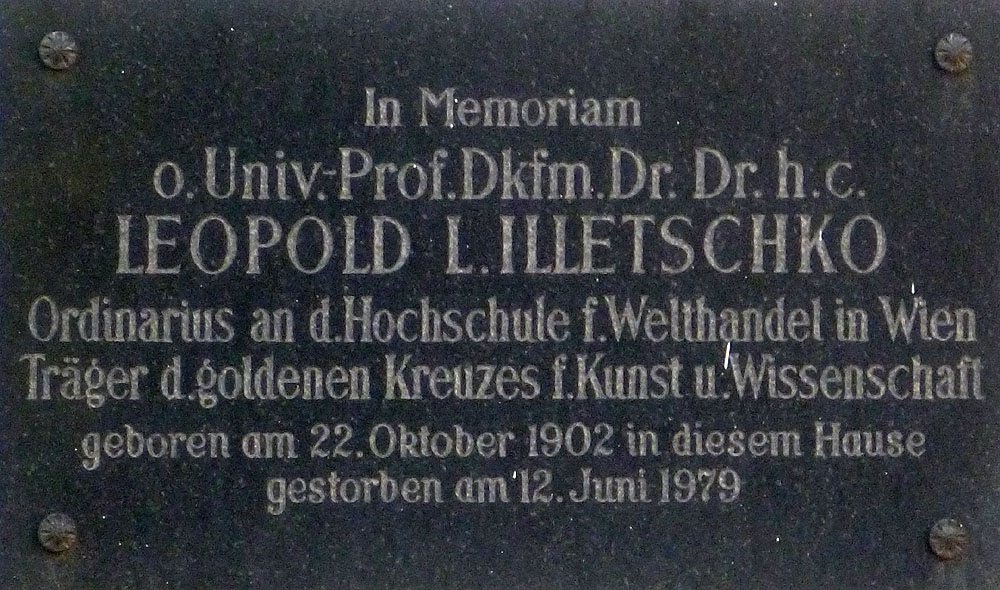 In Memoriam
o.Univ.-Prof.Dkfm.Dr. Dr. h.c.
LEOPOLD L.ILLETSCHKO
Ordinarius an d.Hochschule f.Welthandel in Wien
Träger d.goldenen Kreuzes f.Kunst u.Wissenschaft
geboren am 22.Oktober 1902 in diesem Hause
gestorben am 12.Juni 1979